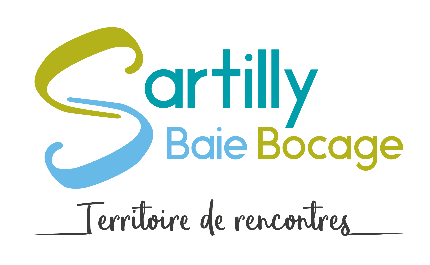 Sartilly
Baie Bocage
Territoire de rencontres